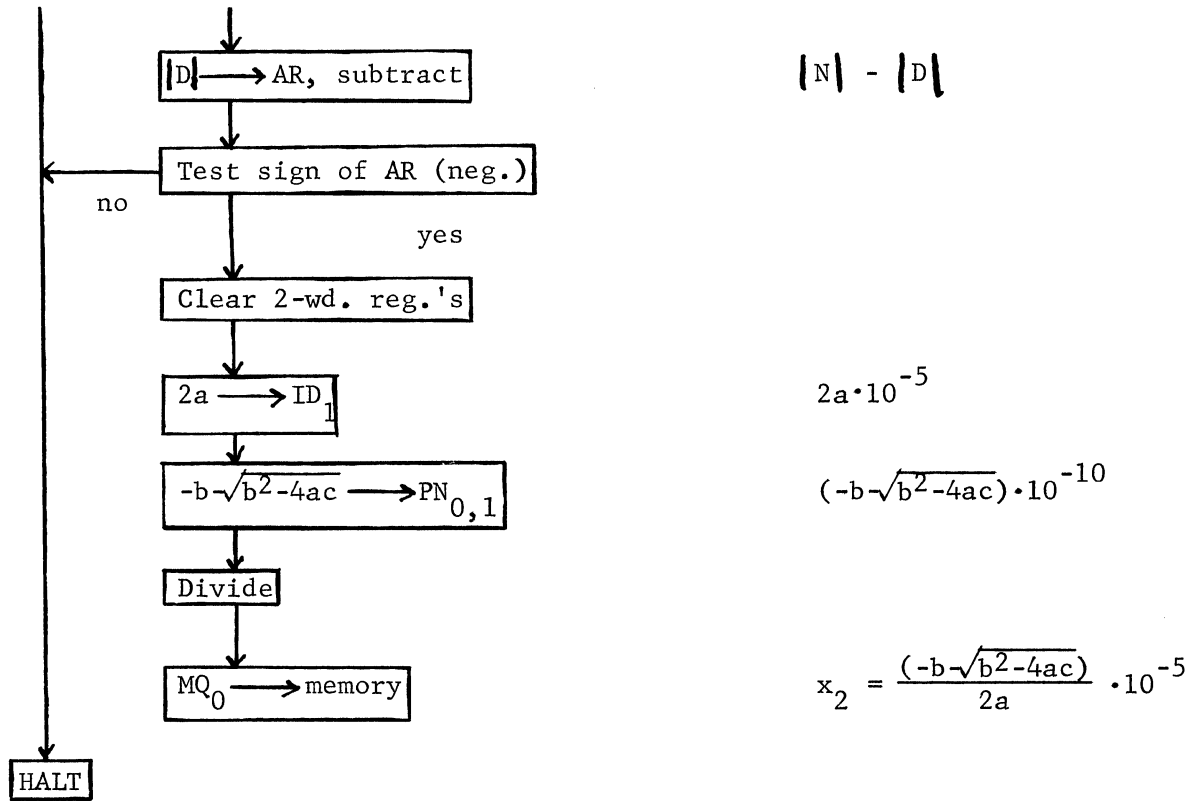 |D| → AR, subtract |N| - |D|
Test sign of AR (neg.)
no
yes
Clear 2-wd. reg.'s
2a → ID₁ 2a·10⁻⁵
-b-√b²-4ac → PN₀,₁ (-b-√b²-4ac)·10⁻¹⁰
Divide
MQ₀ → memory x₂ = (-b-√b²-4ac)/2a ·10⁻⁵
HALT